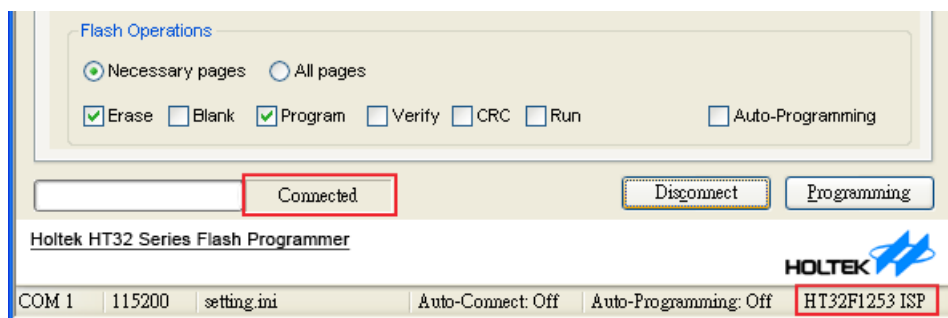 Flash Operations
Necessary pages All pages
Erase Blank Program Verify CRC Run Auto-Programming
Connected Disconnect Programming
Holtek HT32 Series Flash Programmer
HOLTEK
COM 1 115200 setting.ini Auto-Connect: Off Auto-Programming: Off HT32F1253 ISP